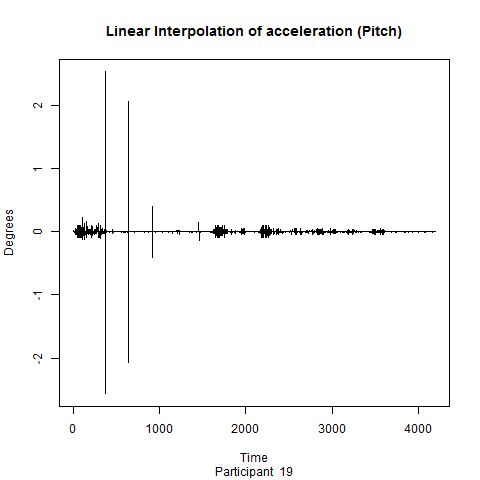 Linear Interpolation of acceleration (Pitch)
Degrees
2
1
0
-1
-2
0 1000 2000 3000 4000
Time
Participant 19